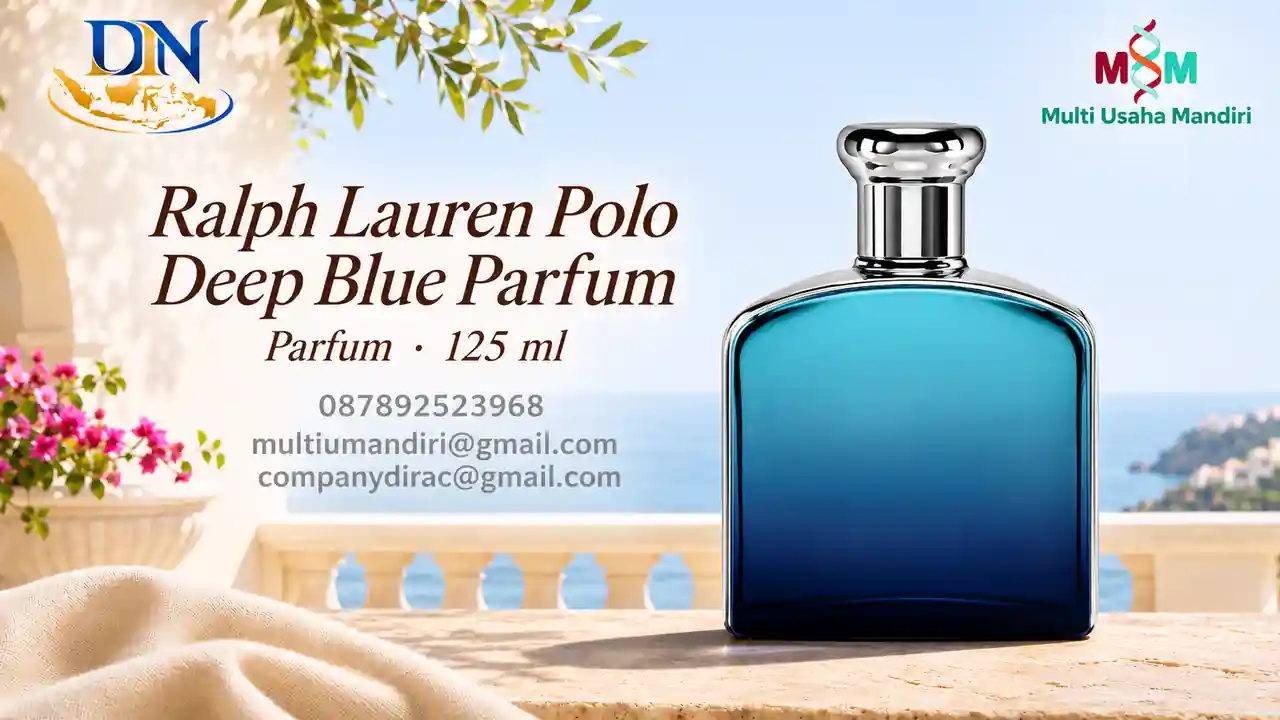 DN
MSM
Multi Usaha Mandiri
Ralph Lauren Polo
Deep Blue Parfum
Parfum · 125 ml
087892523968
multiumandiri@gmail.com
companydirac@gmail.com